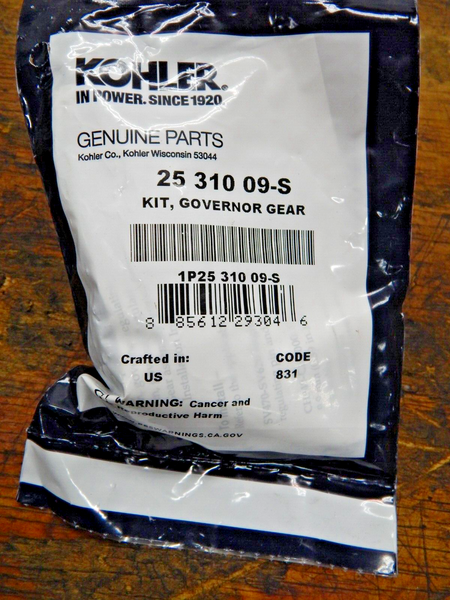 KOHLER.
IN POWER. SINCE 1920
GENUINE PARTS
Kohler Co., Kohler Wisconsin 53044
25 310 09-S
KIT, GOVERNOR GEAR
1P25 310 09-S
8 85612 29304 6
Crafted in: CODE
US 831
WARNING: Cancer and
Reproductive Harm